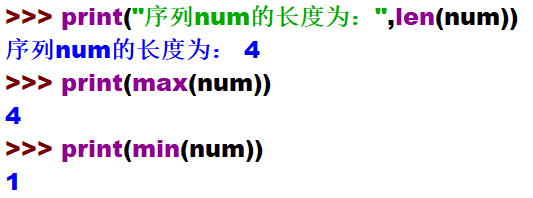 >>> print("序列num的长度为：",len(num))
序列num的长度为： 4
>>> print(max(num))
4
>>> print(min(num))
1